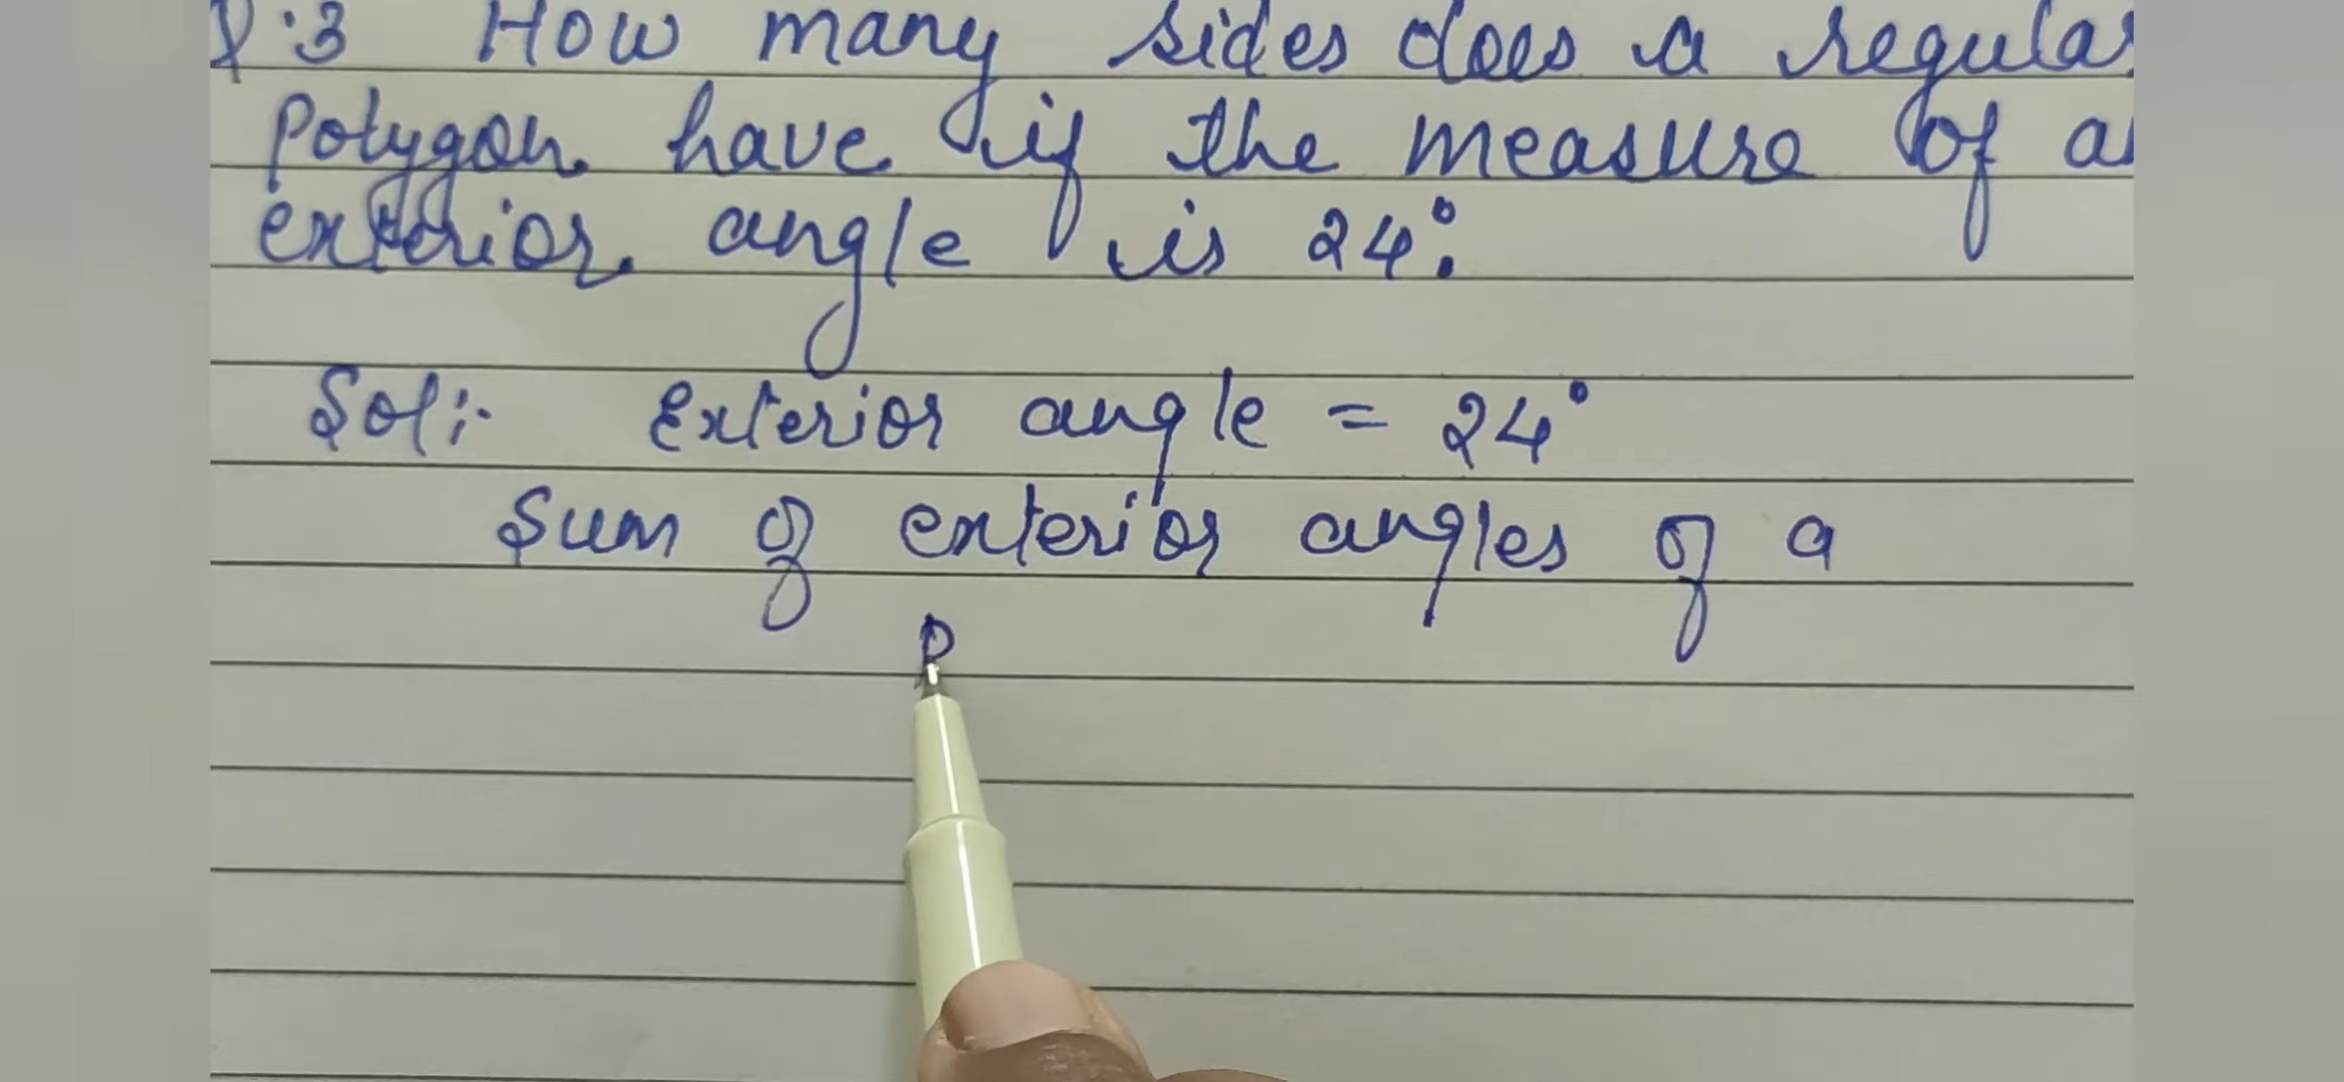 Q.3 How many sides does a regular
polygon have if the measure of an
exterior angle is 24°.
Sol:- Exterior angle = 24°
Sum of exterior angles of a
P